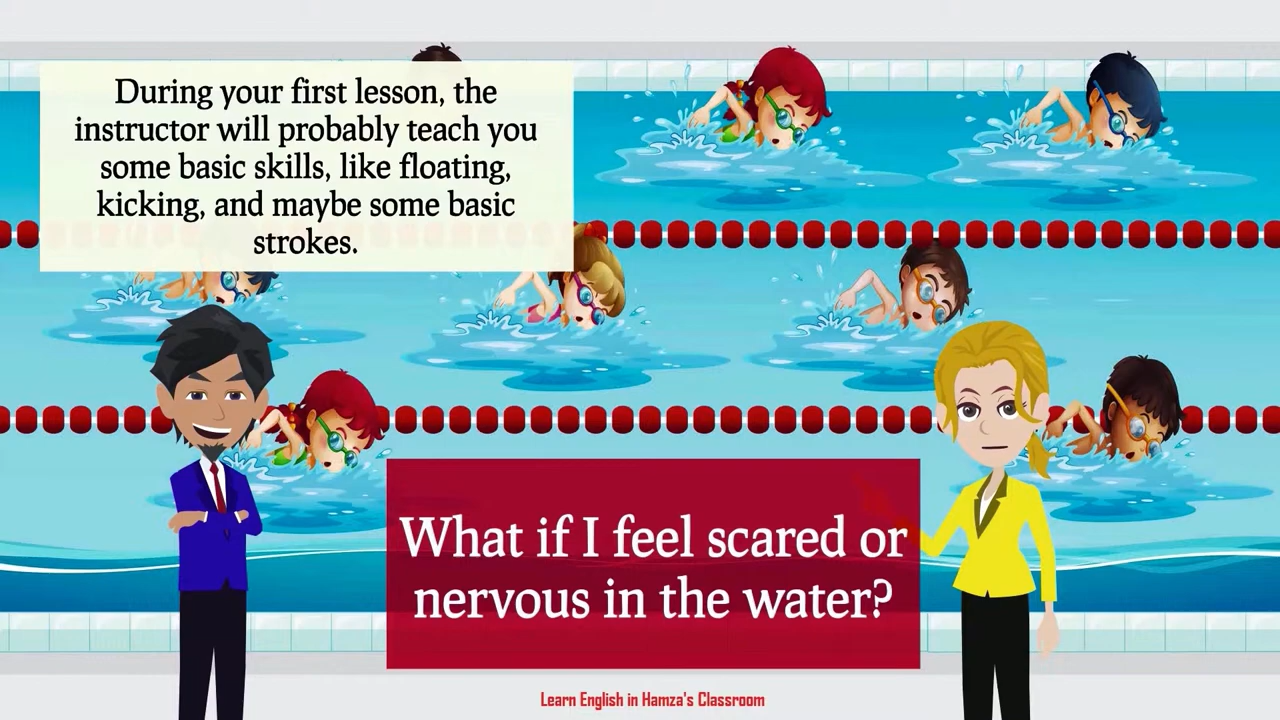 During your first lesson, the
instructor will probably teach you
some basic skills, like floating,
kicking, and maybe some basic
strokes.
What if I feel scared or
nervous in the water?
Learn English in Hamza's Classroom